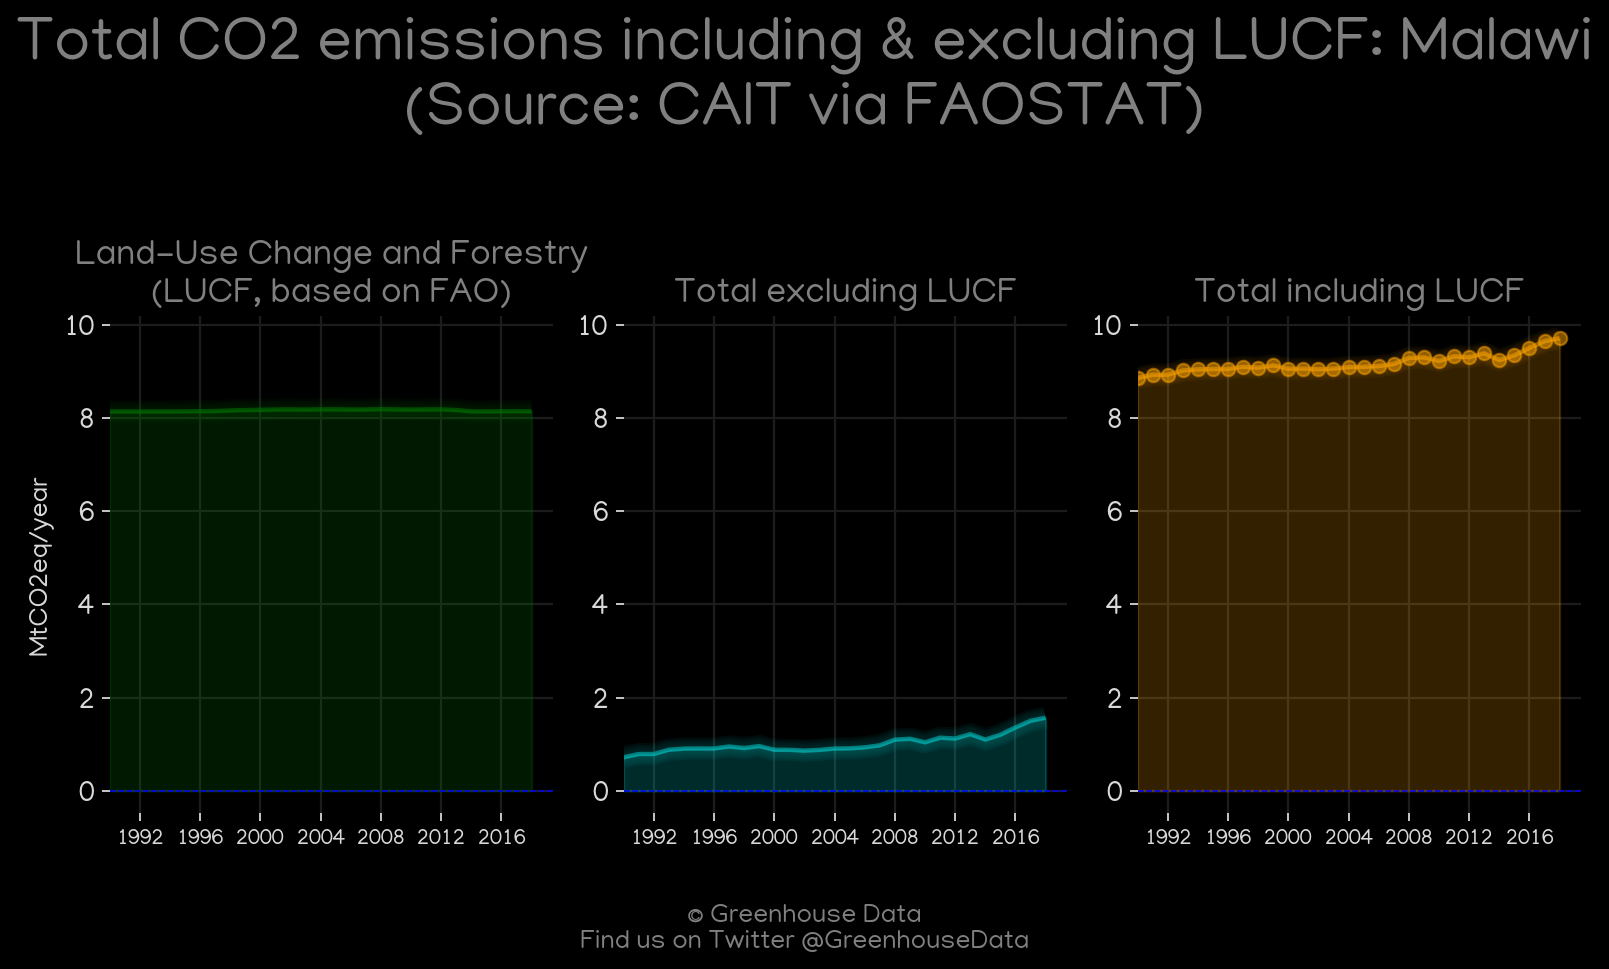 Total CO2 emissions including & excluding LUCF: Malawi
(Source: CAIT via FAOSTAT)
Land-Use Change and Forestry
(LUCF, based on FAO)
MtCO2eq/year
10
8
6
4
2
0
1992 1996 2000 2004 2008 2012 2016
Total excluding LUCF
10
8
6
4
2
0
1992 1996 2000 2004 2008 2012 2016
Total including LUCF
10
8
6
4
2
0
1992 1996 2000 2004 2008 2012 2016
© Greenhouse Data
Find us on Twitter @GreenhouseData